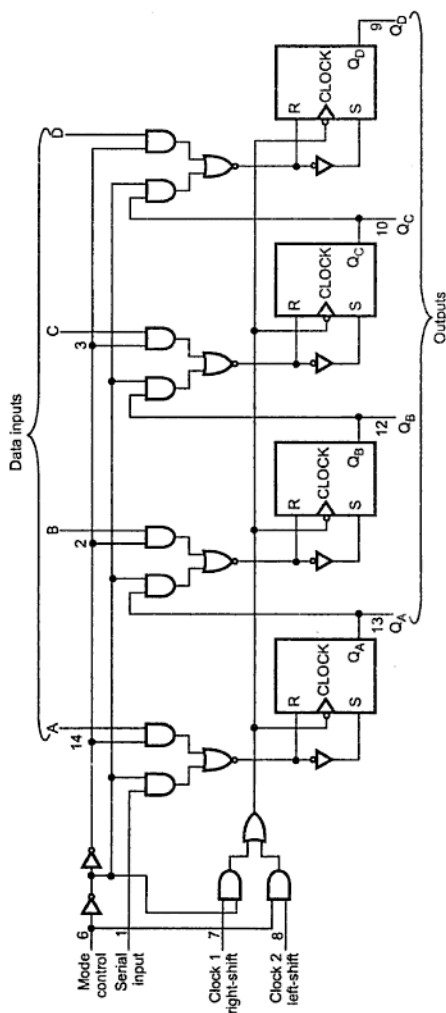 Data inputs
A B C D
14 2 3
6
Mode
control
1
Serial
input
7
Clock 1
right-shift
8
Clock 2
left-shift
R R R R
CLOCK CLOCK CLOCK CLOCK
S S S S
Q_A Q_B Q_C Q_D
13 12 10 9
Q_A Q_B Q_C Q_D
Outputs